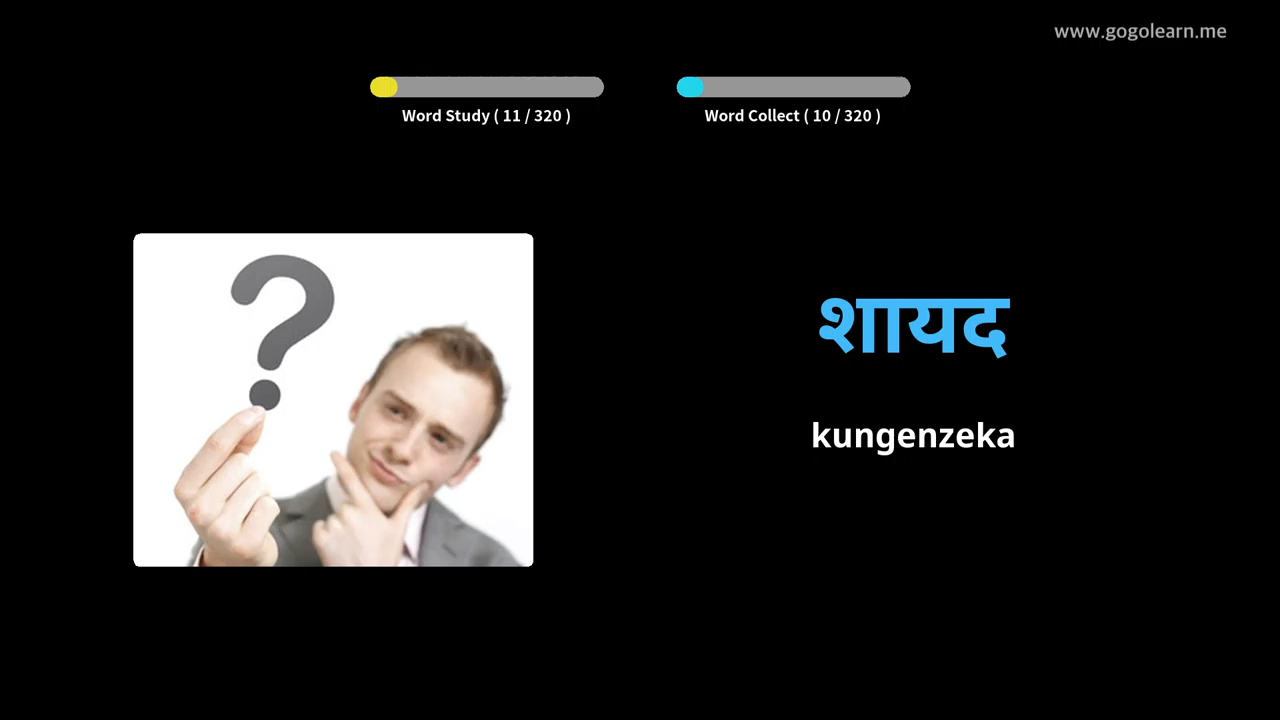 www.gogolearn.me
Word Study ( 11 / 320 )
Word Collect ( 10 / 320 )
?
शायद
kungenzeka